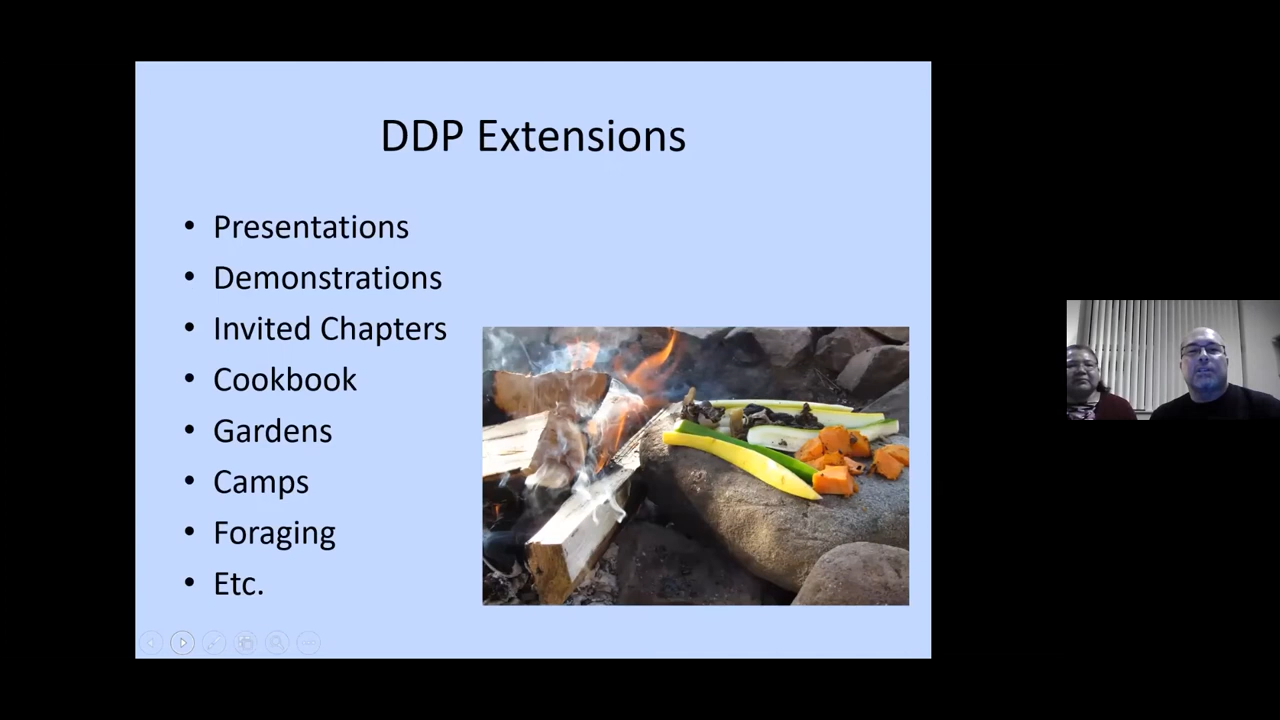 DDP Extensions
• Presentations
• Demonstrations
• Invited Chapters
• Cookbook
• Gardens
• Camps
• Foraging
• Etc.